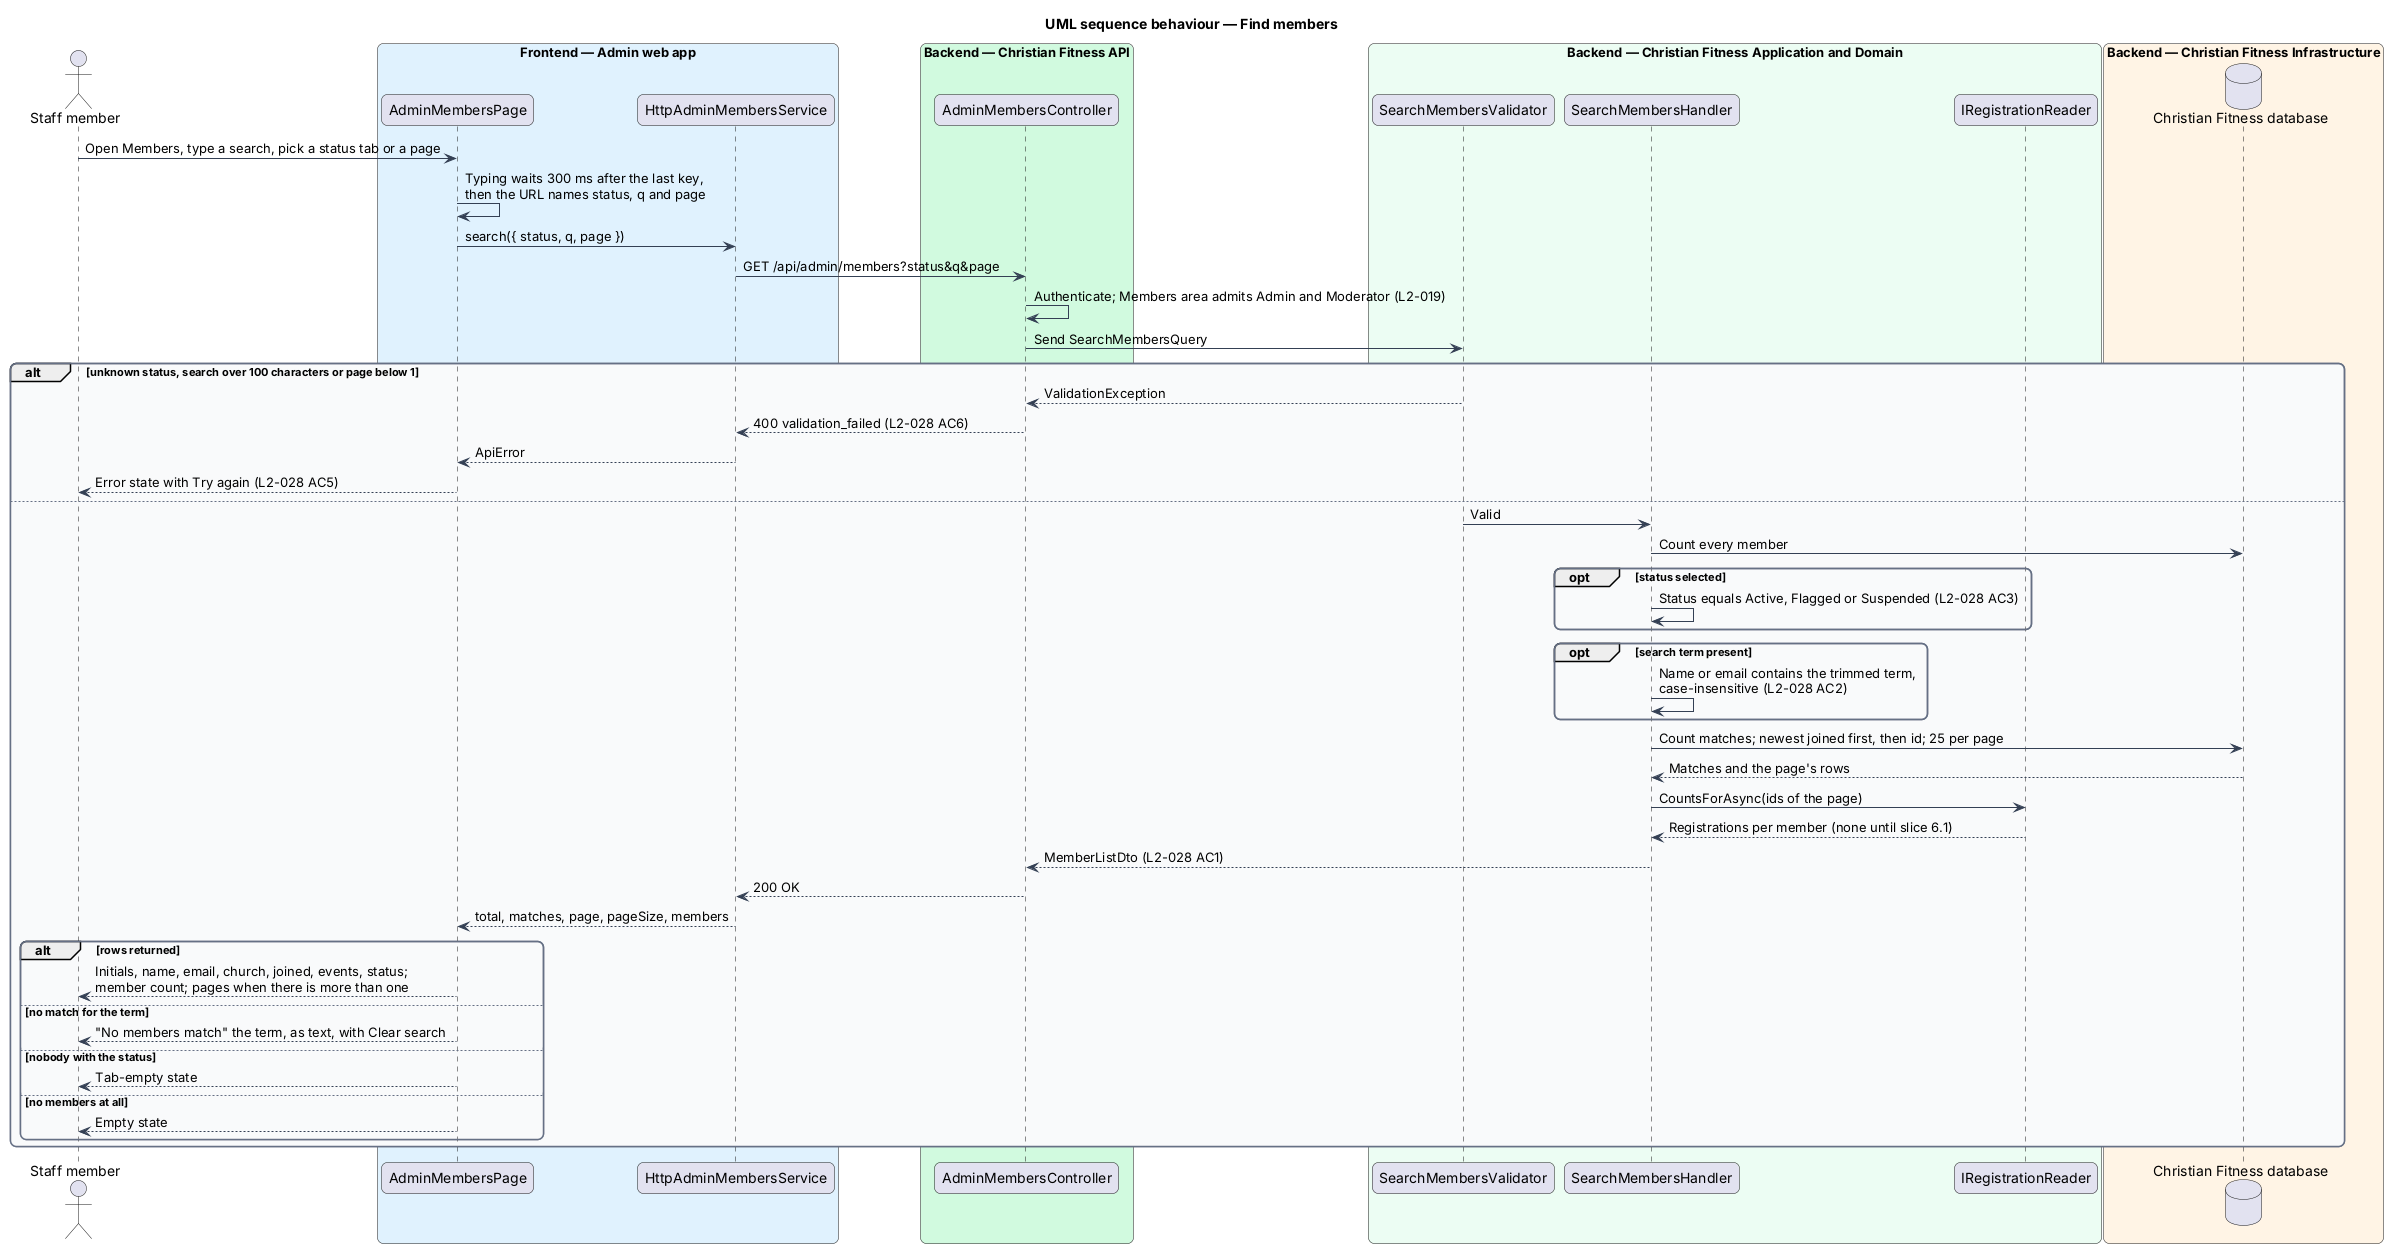 UML sequence behaviour — Find members
Frontend — Admin web app
Backend — Christian Fitness API
Backend — Christian Fitness Application and Domain
Backend — Christian Fitness Infrastructure
Staff member
AdminMembersPage
HttpAdminMembersService
AdminMembersController
SearchMembersValidator
SearchMembersHandler
IRegistrationReader
Christian Fitness database
Open Members, type a search, pick a status tab or a page
Typing waits 300 ms after the last key,
then the URL names status, q and page
search({ status, q, page })
GET /api/admin/members?status&q&page
Authenticate; Members area admits Admin and Moderator (L2-019)
Send SearchMembersQuery
alt
[unknown status, search over 100 characters or page below 1]
ValidationException
400 validation_failed (L2-028 AC6)
ApiError
Error state with Try again (L2-028 AC5)
Valid
Count every member
opt
[status selected]
Status equals Active, Flagged or Suspended (L2-028 AC3)
opt
[search term present]
Name or email contains the trimmed term,
case-insensitive (L2-028 AC2)
Count matches; newest joined first, then id; 25 per page
Matches and the page's rows
CountsForAsync(ids of the page)
Registrations per member (none until slice 6.1)
MemberListDto (L2-028 AC1)
200 OK
total, matches, page, pageSize, members
alt
[rows returned]
Initials, name, email, church, joined, events, status;
member count; pages when there is more than one
[no match for the term]
"No members match" the term, as text, with Clear search
[nobody with the status]
Tab-empty state
[no members at all]
Empty state
Staff member
AdminMembersPage
HttpAdminMembersService
AdminMembersController
SearchMembersValidator
SearchMembersHandler
IRegistrationReader
Christian Fitness database